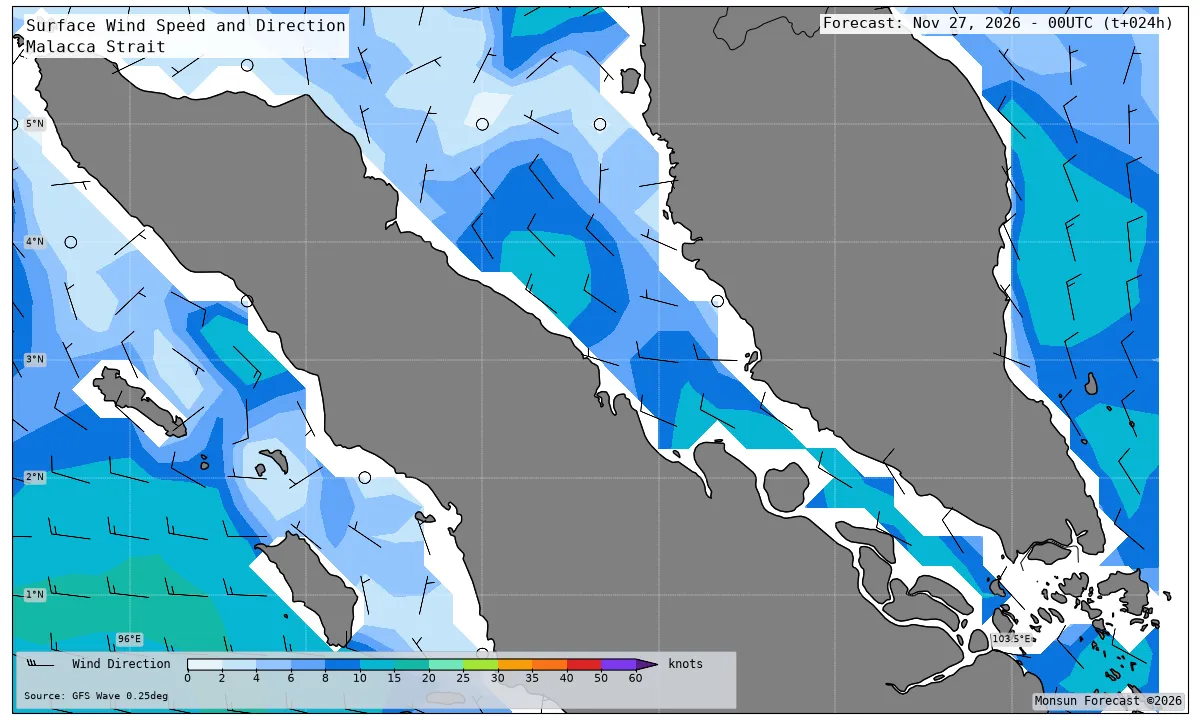 Surface Wind Speed and Direction
Malacca Strait
Forecast: Nov 27, 2026 - 00UTC (t+024h)
5°N
4°N
3°N
2°N
1°N
96°E
103.5°E
Wind Direction
knots
0 2 4 6 8 10 15 20 25 30 35 40 50 60
Source: GFS Wave 0.25deg
Monsun Forecast ©2026